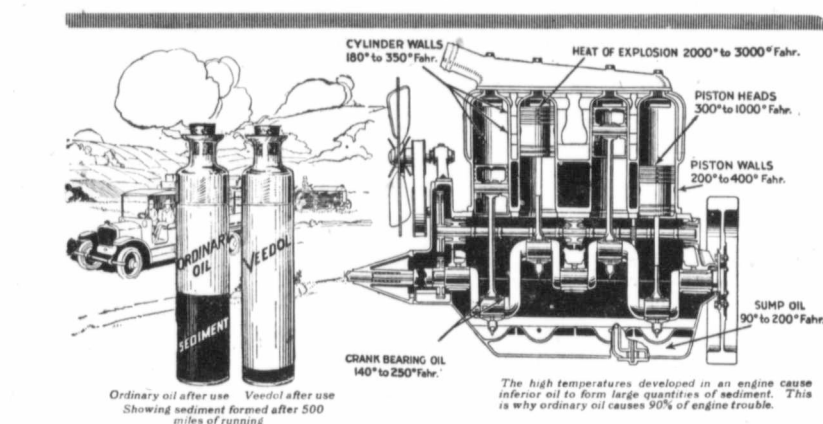 CYLINDER WALLS
180° to 350° Fahr.
HEAT OF EXPLOSION 2000° to 3000° Fahr.
PISTON HEADS
300° to 1000° Fahr.
PISTON WALLS
200° to 400° Fahr.
ORDINARY
OIL
SEDIMENT
VEEDOL
SUMP OIL
90° to 200° Fahr.
CRANK BEARING OIL
140° to 250° Fahr.
Ordinary oil after use
Veedol after use
Showing sediment formed after 500
miles of running
The high temperatures developed in an engine cause
inferior oil to form large quantities of sediment. This
is why ordinary oil causes 90% of engine trouble.